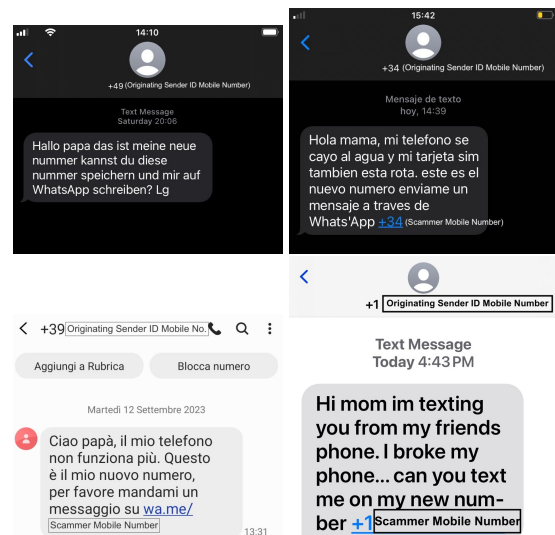 14:10
+49 (Originating Sender ID Mobile Number)
Text Message
Saturday 20:06
Hallo papa das ist meine neue
nummer kannst du diese
nummer speichern und mir auf
WhatsApp schreiben? Lg
15:42
+34 (Originating Sender ID Mobile Number)
Mensaje de texto
hoy, 14:39
Hola mama, mi telefono se
cayo al agua y mi tarjeta sim
tambien esta rota. este es el
nuevo numero enviame un
mensaje a traves de
Whats'App +34 (Scammer Mobile Number)
+39 Originating Sender ID Mobile No.
Aggiungi a Rubrica Blocca numero
Martedì 12 Settembre 2023
Ciao papà, il mio telefono
non funziona più. Questo
è il mio nuovo numero,
per favore mandami un
messaggio su wa.me/
Scammer Mobile Number
13:31
+1 Originating Sender ID Mobile Number
Text Message
Today 4:43 PM
Hi mom im texting
you from my friends
phone. I broke my
phone... can you text
me on my new num-
ber +1 Scammer Mobile Number